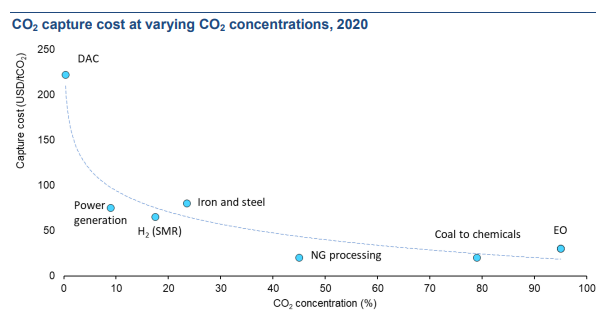 CO₂ capture cost at varying CO₂ concentrations, 2020
Capture cost (USD/tCO₂)
250
200
150
100
50
0
DAC
Power
generation
H₂ (SMR)
Iron and steel
NG processing
Coal to chemicals
EO
0 10 20 30 40 50 60 70 80 90 100
CO₂ concentration (%)